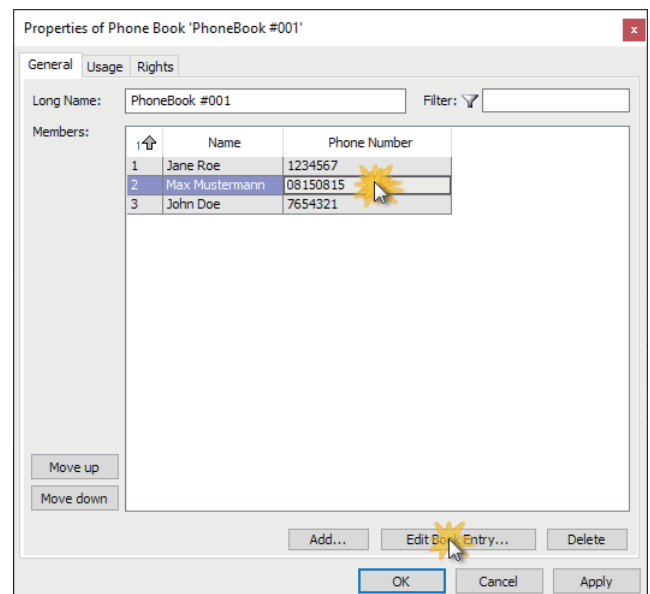 Properties of Phone Book 'PhoneBook #001'
x
General Usage Rights
Long Name: PhoneBook #001 Filter:
Members:
1 Name Phone Number
1 Jane Roe 1234567
2 Max Mustermann 08150815
3 John Doe 7654321
Move up
Move down
Add... Edit Book Entry... Delete
OK Cancel Apply